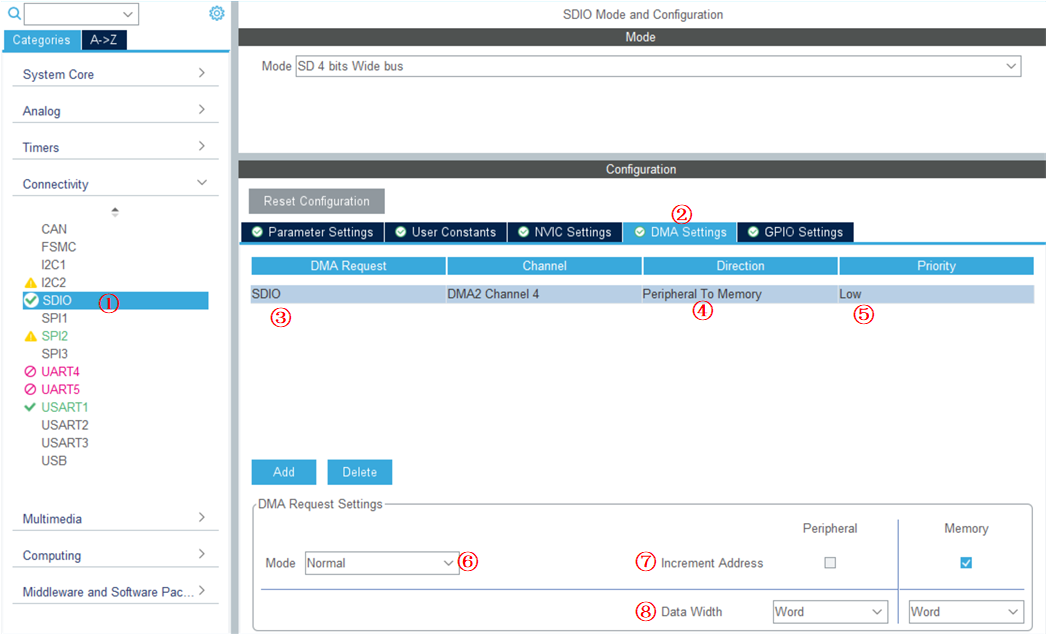 SDIO Mode and Configuration
Categories A->Z
Mode
System Core
Mode SD 4 bits Wide bus
Analog
Timers
Configuration
Connectivity
Reset Configuration
②
Parameter Settings User Constants NVIC Settings DMA Settings GPIO Settings
CAN
FSMC
I2C1
I2C2
SDIO ①
SPI1
SPI2
SPI3
UART4
UART5
USART1
USART2
USART3
USB
DMA Request Channel Direction Priority
SDIO DMA2 Channel 4 Peripheral To Memory Low
③ ④ ⑤
Add Delete
DMA Request Settings
Peripheral Memory
Mode Normal ⑥ ⑦ Increment Address
⑧ Data Width Word Word
Multimedia
Computing
Middleware and Software Pac...